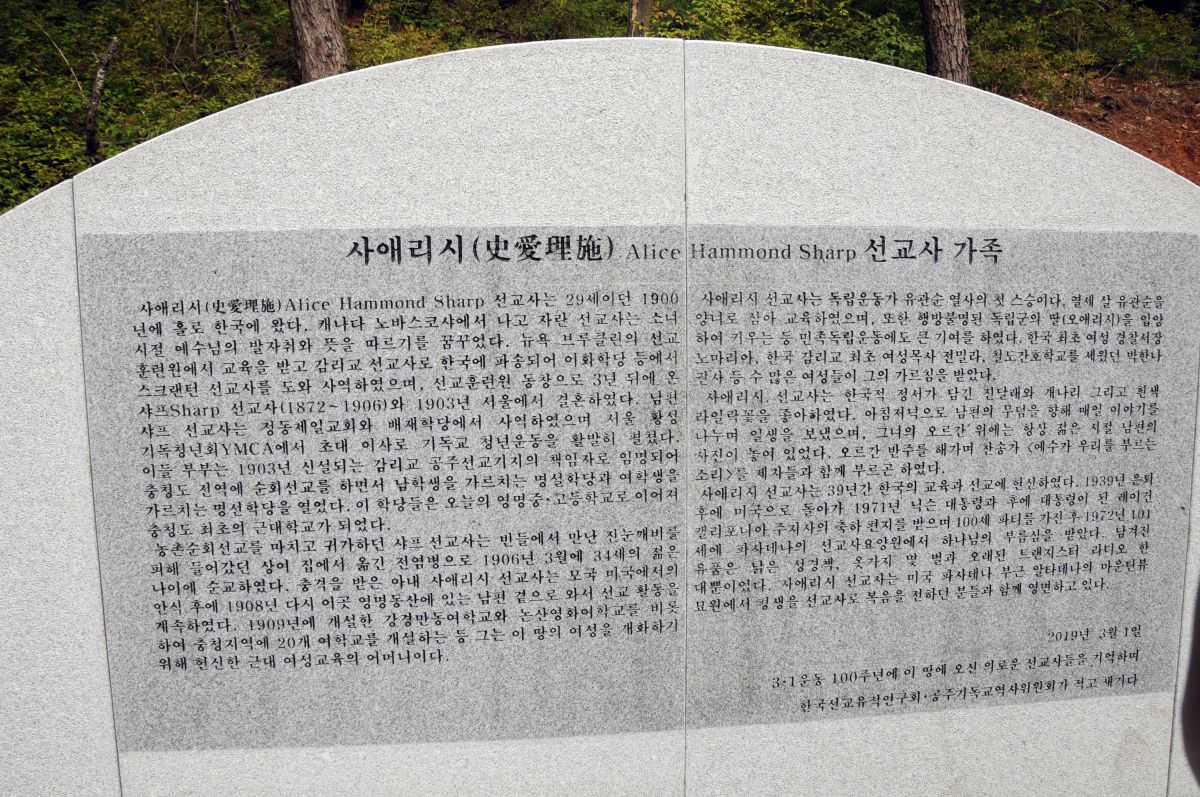 사애리시(史愛理施) Alice Hammond Sharp 선교사 가족
사애리시(史愛理施)Alice Hammond Sharp 선교사는 29세이던 1900
년에 홀로 한국에 왔다. 캐나다 노바스코샤에서 나고 자란 선교사는 소녀
시절 예수님의 발자취와 뜻을 따르기를 꿈꾸었다. 뉴욕 브루클린의 선교
훈련원에서 교육을 받고 감리교 선교사로 한국에 파송되어 이화학당 등에서
스크랜턴 선교사를 도와 사역하였으며, 선교훈련원 동창으로 3년 뒤에 온
샤프Sharp 선교사(1872~1906)와 1903년 서울에서 결혼하였다. 남편
샤프 선교사는 정동제일교회와 배재학당에서 사역하였으며 서울 황성
기독청년회YMCA에서 초대 이사로 기독교 청년운동을 활발히 펼쳤다.
이들 부부는 1903년 신설되는 감리교 공주선교기지의 책임자로 임명되어
충청도 전역에 순회선교를 하면서 남학생을 가르치는 명설학당과 여학생을
가르치는 명선학당을 열었다. 이 학당들은 오늘의 영명중·고등학교로 이어져
충청도 최초의 근대학교가 되었다.
농촌순회선교를 마치고 귀가하던 샤프 선교사는 빈들에서 만난 진눈깨비를
피해 들어갔던 상여 집에서 옮긴 전염병으로 1906년 3월에 34세의 젊은
나이에 순교하였다. 충격을 받은 아내 사애리시 선교사는 모국 미국에서의
안식 후에 1908년 다시 이곳 영명동산에 있는 남편 곁으로 와서 선교 활동을
계속하였다. 1909년에 개설한 강경만동여학교와 논산영화여학교를 비롯
하여 충청지역에 20개 여학교를 개설하는 등 그는 이 땅의 여성을 개화하기
위해 헌신한 근대 여성교육의 어머니이다.
사애리시 선교사는 독립운동가 유관순 열사의 첫 스승이다. 열세 살 유관순을
양녀로 삼아 교육하였으며, 또한 행방불명된 독립군의 딸(오애리시)을 입양
하여 키우는 등 민족독립운동에도 큰 기여를 하였다. 한국 최초 여성 경찰서장
노마리아, 한국 감리교 최초 여성목사 전밀라, 철도간호학교를 세웠던 박한나
권사 등 수 많은 여성들이 그의 가르침을 받았다.
사애리시 선교사는 한국적 정서가 담긴 진달래와 개나리 그리고 흰색
라일락꽃을 좋아하였다. 아침저녁으로 남편의 무덤을 향해 매일 이야기를
나누며 일생을 보냈으며, 그녀의 오르간 위에는 항상 젊은 시절 남편의
사진이 놓여 있었다. 오르간 반주를 해가며 찬송가 〈예수가 우리를 부르는
소리〉를 제자들과 함께 부르곤 하였다.
사애리시 선교사는 39년간 한국의 교육과 선교에 헌신하였다. 1939년 은퇴
후에 미국으로 돌아가 1971년 닉슨 대통령과 후에 대통령이 된 레이건
캘리포니아 주지사의 축하 편지를 받으며 100세 파티를 가진 후 1972년 101
세에 파사데나의 선교사요양원에서 하나님의 부름심을 받았다. 남겨진
유품은 낡은 성경책, 옷가지 몇 벌과 오래된 트랜지스터 라디오 한
대뿐이었다. 사애리시 선교사는 미국 파사데나 부근 알타데나의 마운틴뷰
묘원에서 평생을 선교사로 복음을 전하던 분들과 함께 영면하고 있다.
2019년 3월 1일
3·1운동 100주년에 이 땅에 오신 의로운 선교사들을 기억하며
한국선교유적연구회·공주기독교역사위원회가 적고 새기다